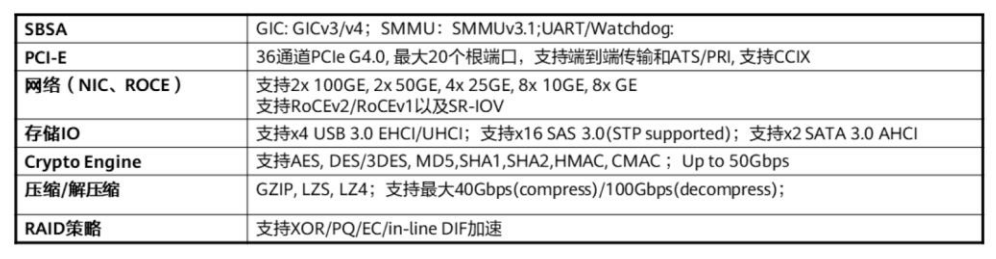 SBSA GIC: GICv3/v4；SMMU：SMMUv3.1;UART/Watchdog:
PCI-E 36通道PCIe G4.0, 最大20个根端口，支持端到端传输和ATS/PRI, 支持CCIX
网络（NIC、ROCE） 支持2x 100GE, 2x 50GE, 4x 25GE, 8x 10GE, 8x GE
支持RoCEv2/RoCEv1以及SR-IOV
存储IO 支持x4 USB 3.0 EHCI/UHCI；支持x16 SAS 3.0(STP supported)；支持x2 SATA 3.0 AHCI
Crypto Engine 支持AES, DES/3DES, MD5,SHA1,SHA2,HMAC, CMAC；Up to 50Gbps
压缩/解压缩 GZIP, LZS, LZ4；支持最大40Gbps(compress)/100Gbps(decompress)；
RAID策略 支持XOR/PQ/EC/in-line DIF加速